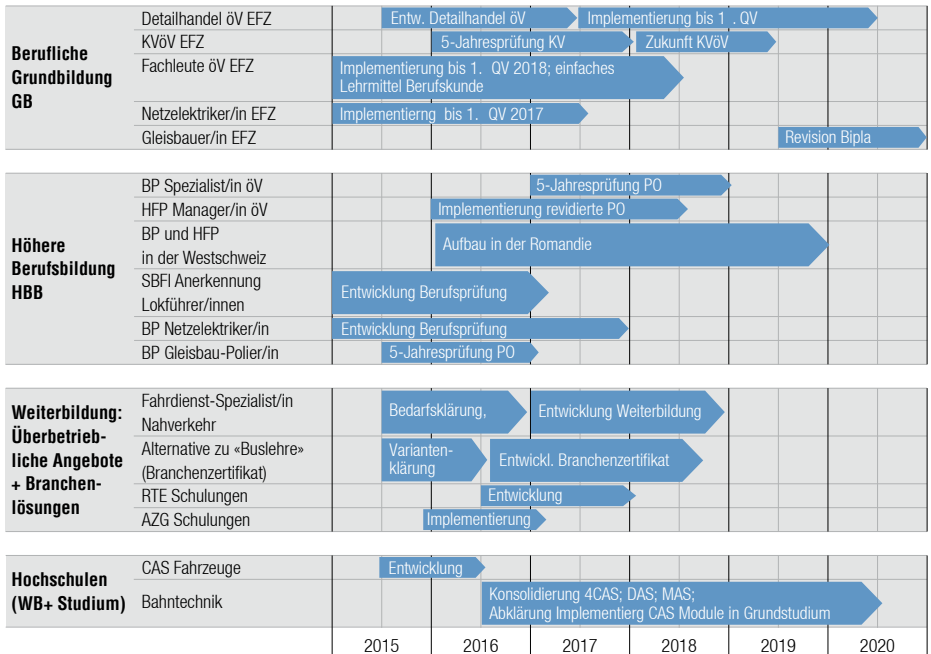 Berufliche
Grundbildung
GB
Detailhandel öV EFZ
Entw. Detailhandel öV
Implementierung bis 1 . QV
KVöV EFZ
5-Jahresprüfung KV
Zukunft KVöV
Fachleute öV EFZ
Implementierung bis 1. QV 2018; einfaches
Lehrmittel Berufskunde
Netzelektriker/in EFZ
Implementierng bis 1. QV 2017
Gleisbauer/in EFZ
Revision Bipla
Höhere
Berufsbildung
HBB
BP Spezialist/in öV
5-Jahresprüfung PO
HFP Manager/in öV
Implementierung revidierte PO
BP und HFP
in der Westschweiz
Aufbau in der Romandie
SBFI Anerkennung
Lokführer/innen
Entwicklung Berufsprüfung
BP Netzelektriker/in
Entwicklung Berufsprüfung
BP Gleisbau-Polier/in
5-Jahresprüfung PO
Weiterbildung:
Überbetrieb-
liche Angebote
+ Branchen-
lösungen
Fahrdienst-Spezialist/in
Nahverkehr
Bedarfsklärung,
Entwicklung Weiterbildung
Alternative zu «Buslehre»
(Branchenzertifikat)
Varianten-
klärung
Entwickl. Branchenzertifikat
RTE Schulungen
Entwicklung
AZG Schulungen
Implementierung
Hochschulen
(WB+ Studium)
CAS Fahrzeuge
Entwicklung
Bahntechnik
Konsolidierung 4CAS; DAS; MAS;
Abklärung Implementierg CAS Module in Grundstudium
2015 2016 2017 2018 2019 2020